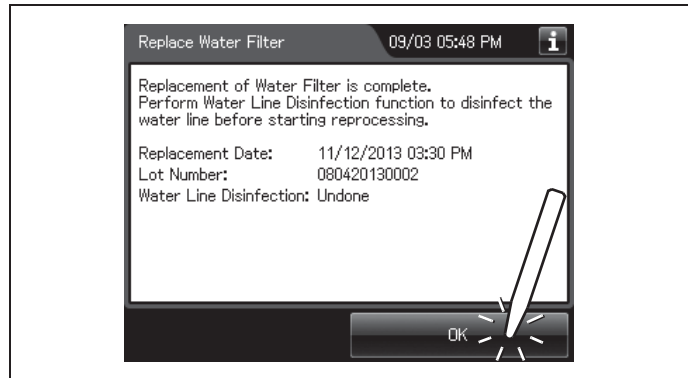 Replace Water Filter 09/03 05:48 PM i
Replacement of Water Filter is complete.
Perform Water Line Disinfection function to disinfect the
water line before starting reprocessing.
Replacement Date: 11/12/2013 03:30 PM
Lot Number: 080420130002
Water Line Disinfection: Undone
OK